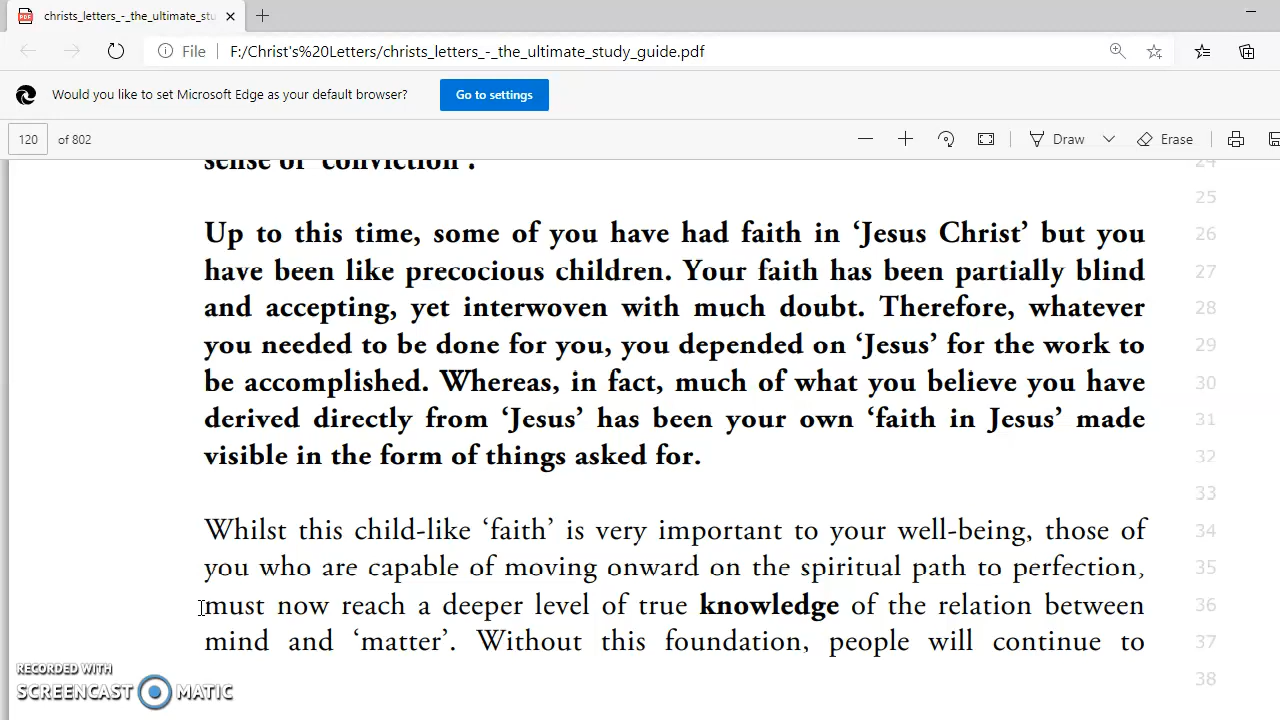 christs_letters_-_the_ultimate_stu
File F:/Christ's%20Letters/christs_letters_-_the_ultimate_study_guide.pdf
Would you like to set Microsoft Edge as your default browser? Go to settings
120 of 802 Draw Erase
sense of ‘conviction’. 24
25
Up to this time, some of you have had faith in ‘Jesus Christ’ but you 26
have been like precocious children. Your faith has been partially blind 27
and accepting, yet interwoven with much doubt. Therefore, whatever 28
you needed to be done for you, you depended on ‘Jesus’ for the work to 29
be accomplished. Whereas, in fact, much of what you believe you have 30
derived directly from ‘Jesus’ has been your own ‘faith in Jesus’ made 31
visible in the form of things asked for. 32
33
Whilst this child-like ‘faith’ is very important to your well-being, those of 34
you who are capable of moving onward on the spiritual path to perfection, 35
must now reach a deeper level of true knowledge of the relation between 36
mind and ‘matter’. Without this foundation, people will continue to 37
38
RECORDED WITH
SCREENCAST MATIC